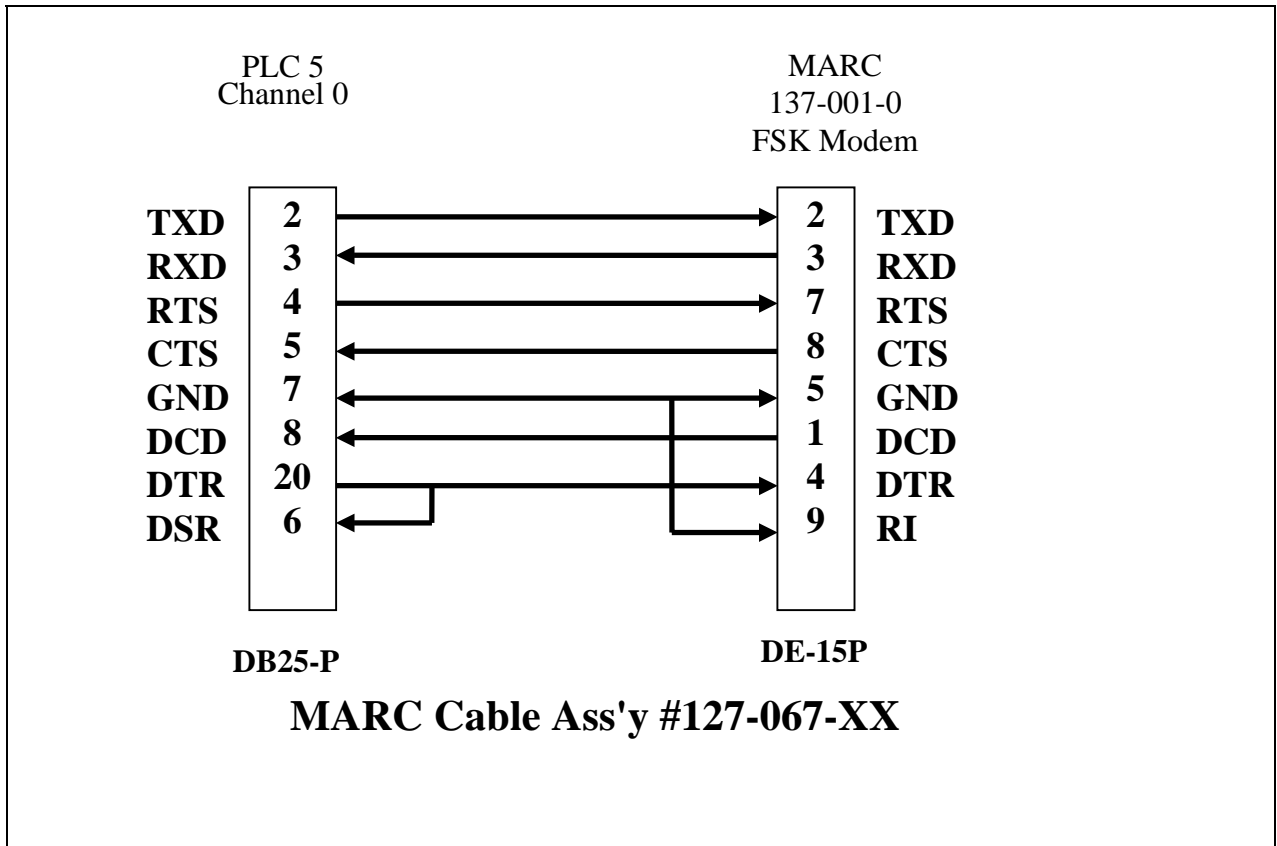 PLC 5
Channel 0
MARC
137-001-0
FSK Modem
TXD 2 2 TXD
RXD 3 3 RXD
RTS 4 7 RTS
CTS 5 8 CTS
GND 7 5 GND
DCD 8 1 DCD
DTR 20 4 DTR
DSR 6 9 RI
DB25-P
DE-15P
MARC Cable Ass'y #127-067-XX